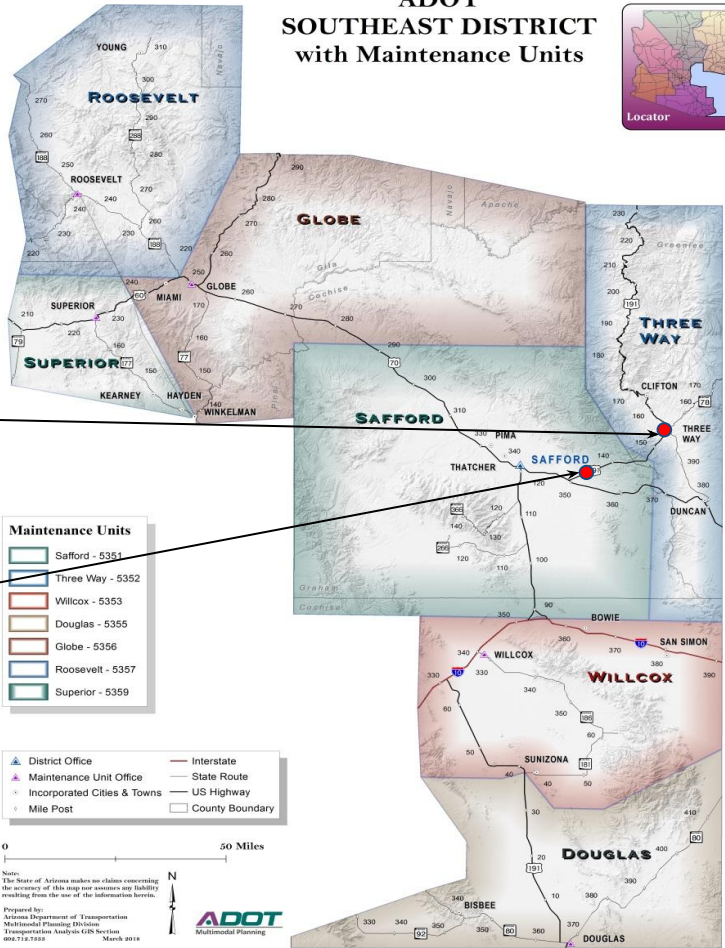 ADOT
SOUTHEAST DISTRICT
with Maintenance Units
Locator
YOUNG
310
Navajo
300
270
ROOSEVELT
290
260
288
280
188
250
ROOSEVELT
270
240
240
260
230
188
220
220
290
280
GLOBE
Navajo
Apache
270
260
Gila
Cochise
250
GLOBE
240
60
MIAMI
170
260
270
280
SUPERIOR
230
210
220
160
79
SUPERIOR
177
77
150
150
KEARNEY
HAYDEN
140
WINKELMAN
Pinal
230
220
Greenlee
210
200
191
190
THREE
WAY
180
CLIFTON
170
170
160
160
78
THREE
WAY
150
390
380
DUNCAN
290
70
300
310
SAFFORD
330
PIMA
340
SAFFORD
140
THATCHER
120
350
360
370
366
120
110
140
130
266
120
110
100
Graham
Cochise
90
350
BOWIE
360
10
SAN SIMON
370
380
390
340
WILLCOX
10
330
330
WILLCOX
340
60
350
186
60
50
SUNIZONA
181
40
40
50
30
410
80
DOUGLAS
400
20
191
390
340
BISBEE
380
10
330
340
350
370
92
80
360
DOUGLAS
Maintenance Units
Safford - 5351
Three Way - 5352
Willcox - 5353
Douglas - 5355
Globe - 5356
Roosevelt - 5357
Superior - 5359
District Office
Maintenance Unit Office
Incorporated Cities & Towns
Mile Post
Interstate
State Route
US Highway
County Boundary
0
50 Miles
Note:
The State of Arizona makes no claims concerning
the accuracy of this map nor assumes any liability
resulting from the use of the information herein.
Prepared by:
Arizona Department of Transportation
Multimodal Planning Division
Transportation Analysis GIS Section
602.712.7333 March 2018
N
ADOT
Multimodal Planning